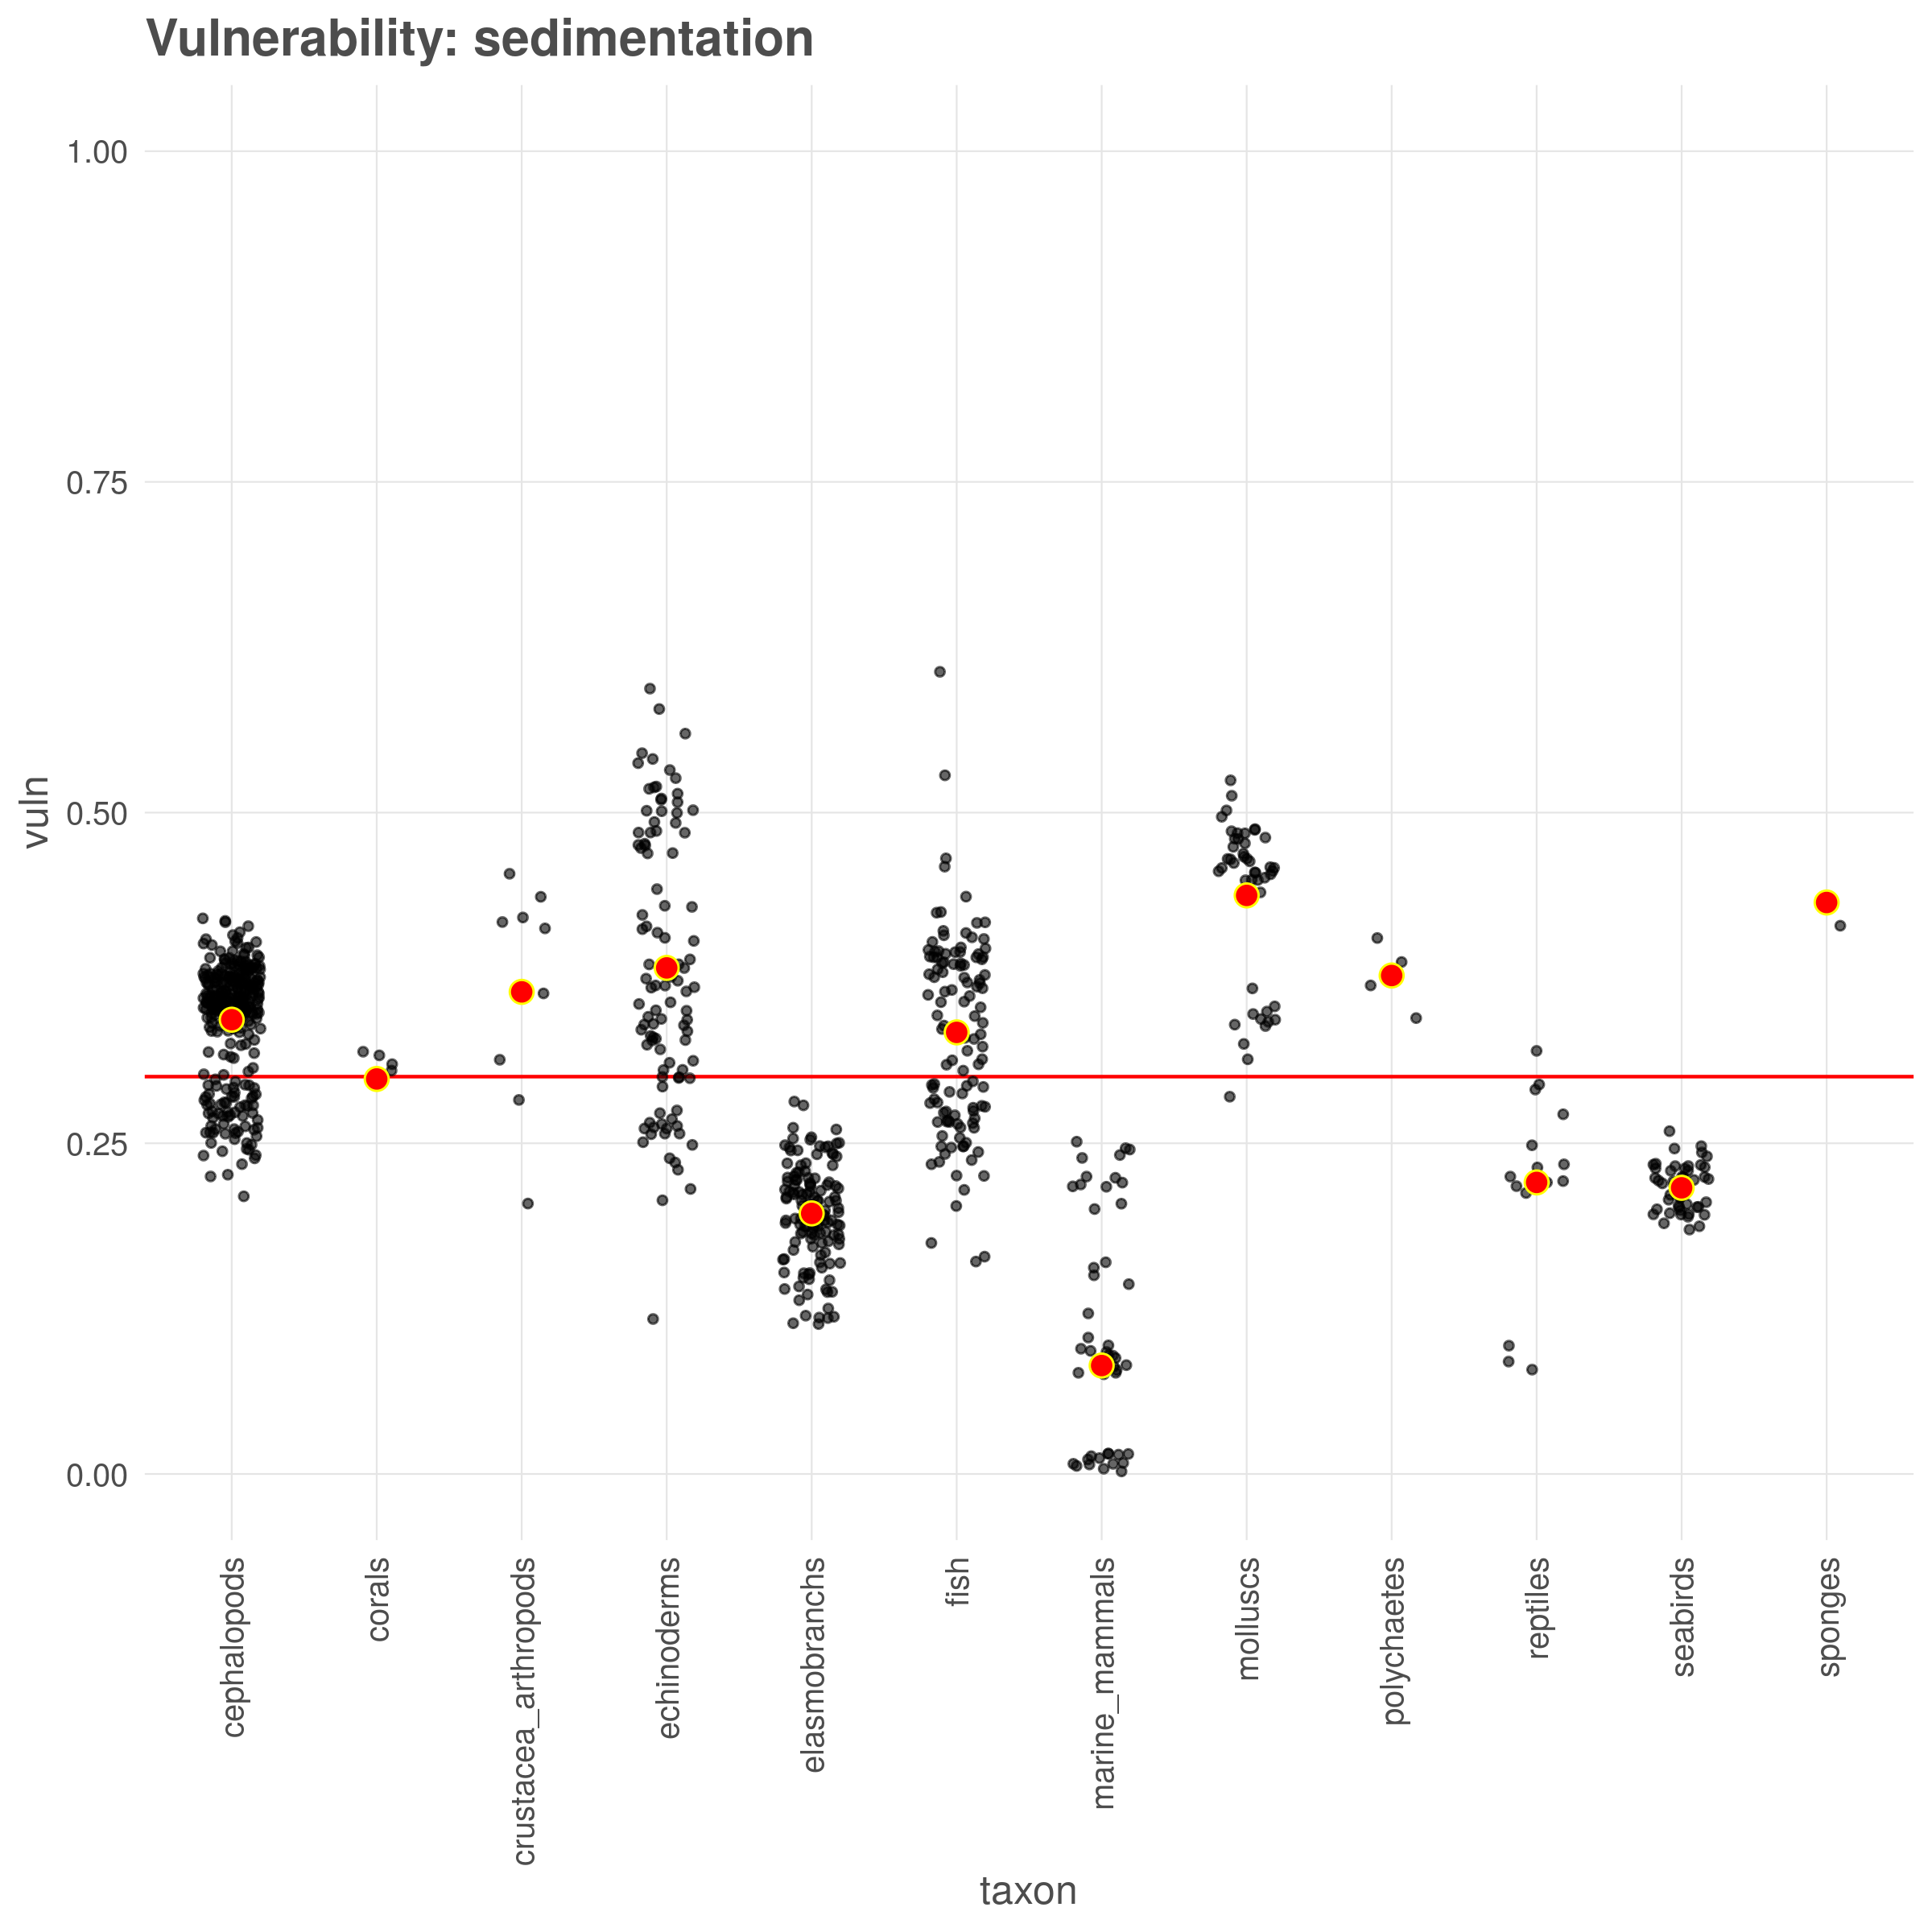 Vulnerability: sedimentation
vuln
1.00
0.75
0.50
0.25
0.00
cephalopods
corals
crustacea_arthropods
echinoderms
elasmobranchs
fish
marine_mammals
molluscs
polychaetes
reptiles
seabirds
sponges
taxon